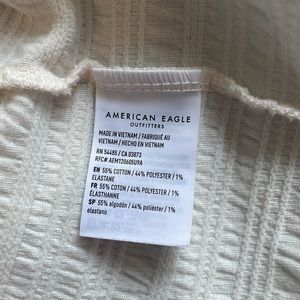 AMERICAN EAGLE
OUTFITTERS
MADE IN VIETNAM / FABRIQUÉ AU
VIETNAM / HECHO EN VIETNAM
RN 54485 / CA 03873
RFC# AEM120605U9A
EN 55% COTTON / 44% POLYESTER / 1%
ELASTANE
FR 55% COTON / 44% POLYESTER / 1%
ÉLASTHANNE
SP 55% algodón / 44% poliéster / 1%
elastano